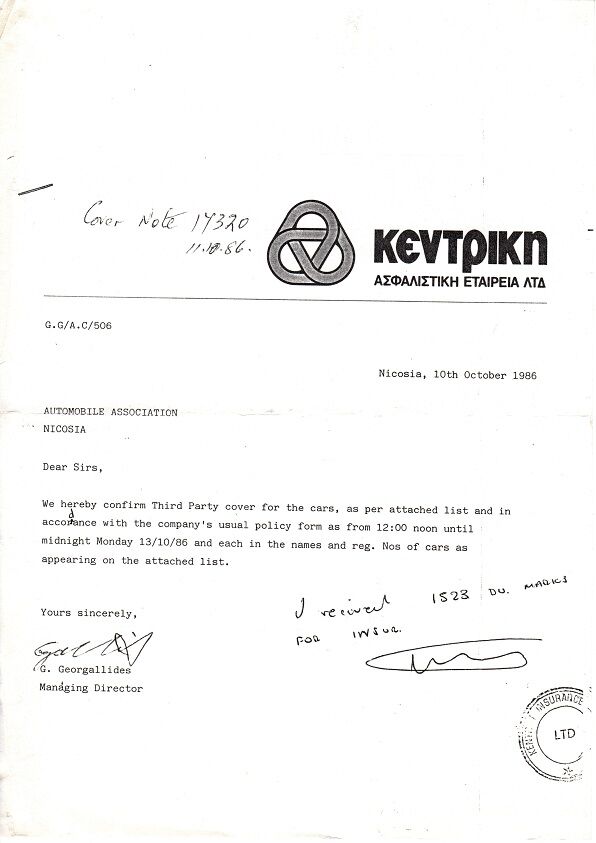 Cover Note 17320
11.10.86.
ΚΕΝΤΡΙΚΗ
ΑΣΦΑΛΙΣΤΙΚΗ ΕΤΑΙΡΕΙΑ ΛΤΔ
G.G/A.C/506
Nicosia, 10th October 1986
AUTOMOBILE ASSOCIATION
NICOSIA
Dear Sirs,
We hereby confirm Third Party cover for the cars, as per attached list and in
accordance with the company's usual policy form as from 12:00 noon until
midnight Monday 13/10/86 and each in the names and reg. Nos of cars as
appearing on the attached list.
I received 1523 DU. MARKS
FOR INSUR.
Yours sincerely,
G. Georgallides
Managing Director
INSURANCE
LTD